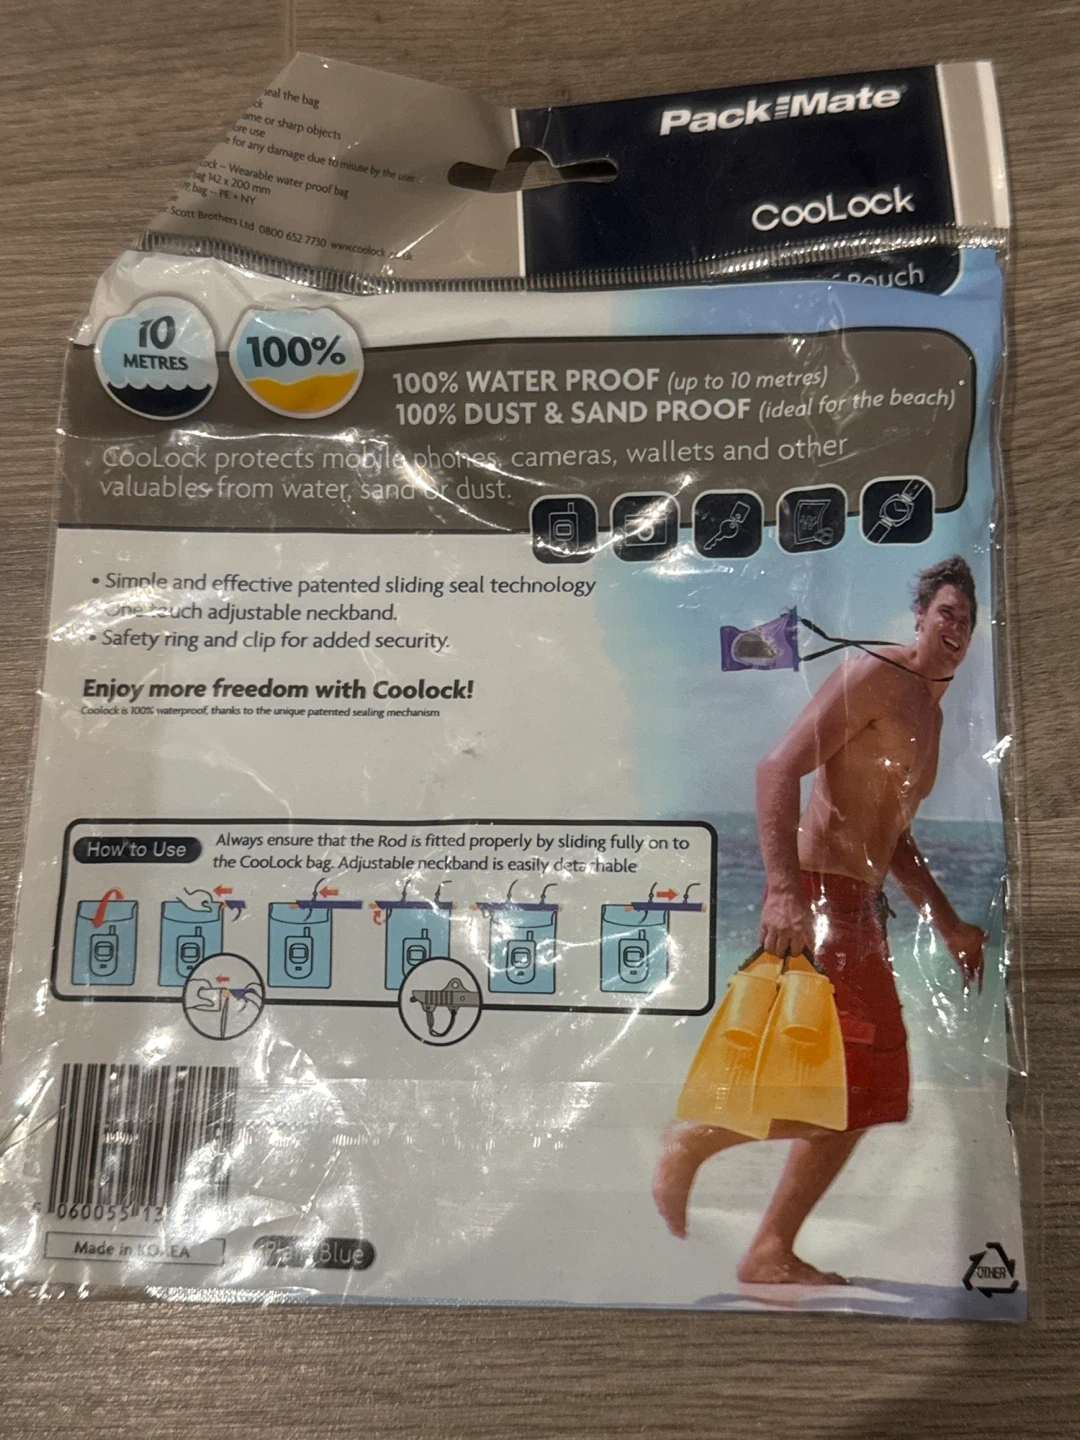 seal the bag
or sharp objects
use
for any damage due to misuse by the user
– Wearable water proof bag
bag 142 x 200 mm
bag – PE + NY
Scott Brothers Ltd 0800 652 7730 www.coolock
Pack Mate
CooLock
Pouch
10
METRES
100%
100% WATER PROOF (up to 10 metres)
100% DUST & SAND PROOF (ideal for the beach)
CooLock protects mobile phones, cameras, wallets and other
valuables from water, sand or dust.
• Simple and effective patented sliding seal technology
• One touch adjustable neckband.
• Safety ring and clip for added security.
Enjoy more freedom with Coolock!
Coolock is 100% waterproof, thanks to the unique patented sealing mechanism
How to Use
Always ensure that the Rod is fitted properly by sliding fully on to
the CooLock bag. Adjustable neckband is easily detachable
060055 13
Made in KOREA
Blue
OTHER